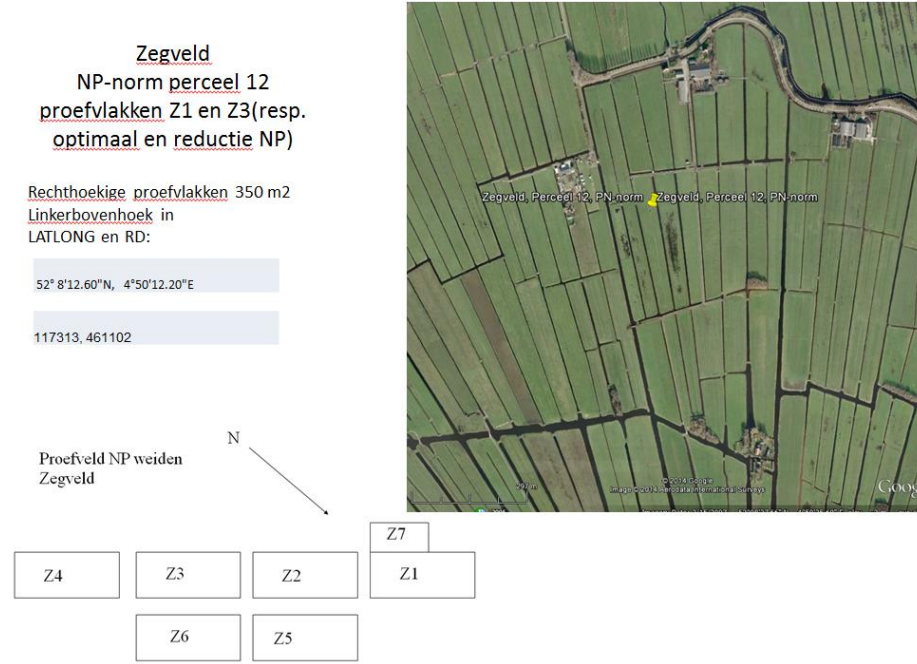 Zegveld
NP-norm perceel 12
proefvlakken Z1 en Z3(resp.
optimaal en reductie NP)
Rechthoekige proefvlakken 350 m2
Linkerbovenhoek in
LATLONG en RD:
52° 8'12.60"N, 4°50'12.20"E
117313, 461102
Zegveld, Perceel 12, PN-norm Zegveld, Perceel 12, PN-norm
© 2014 Google
Image © 2014 Aerodata International Surveys
Goog
Proefveld NP weiden
Zegveld
N
Z7
Z4 Z3 Z2 Z1
Z6 Z5